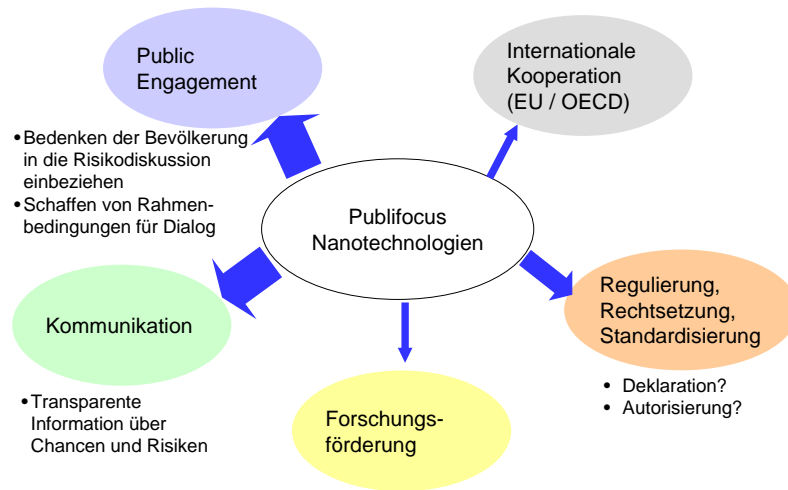 Public
Engagement
Internationale
Kooperation
(EU / OECD)
• Bedenken der Bevölkerung
in die Risikodiskussion
einbeziehen
• Schaffen von Rahmen-
bedingungen für Dialog
Publifocus
Nanotechnologien
Kommunikation
Regulierung,
Rechtsetzung,
Standardisierung
• Transparente
Information über
Chancen und Risiken
Forschungs-
förderung
• Deklaration?
• Autorisierung?